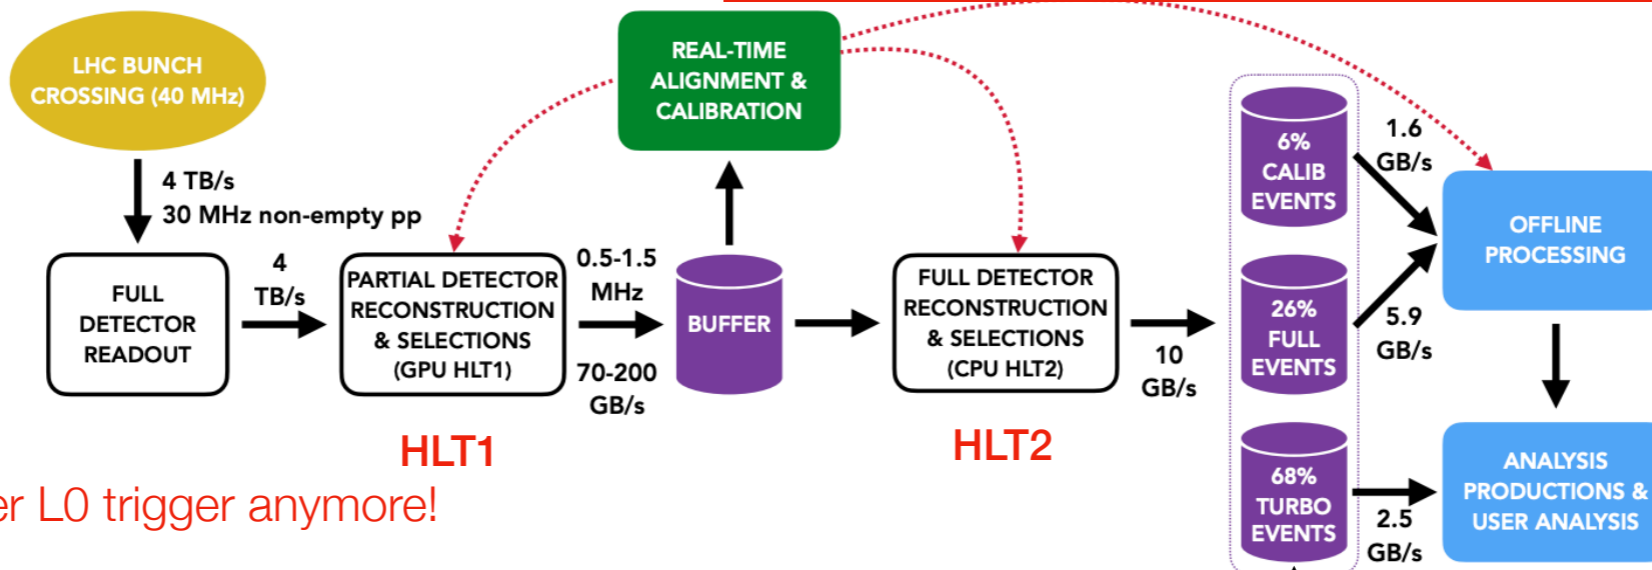 LHC BUNCH
CROSSING (40 MHz)
REAL-TIME
ALIGNMENT &
CALIBRATION
4 TB/s
30 MHz non-empty pp
FULL
DETECTOR
READOUT
4
TB/s
PARTIAL DETECTOR
RECONSTRUCTION
& SELECTIONS
(GPU HLT1)
0.5-1.5
MHz
70-200
GB/s
BUFFER
FULL DETECTOR
RECONSTRUCTION
& SELECTIONS
(CPU HLT2)
10
GB/s
6%
CALIB
EVENTS
1.6
GB/s
26%
FULL
EVENTS
5.9
GB/s
68%
TURBO
EVENTS
2.5
GB/s
OFFLINE
PROCESSING
ANALYSIS
PRODUCTIONS &
USER ANALYSIS
HLT1
HLT2
er L0 trigger anymore!